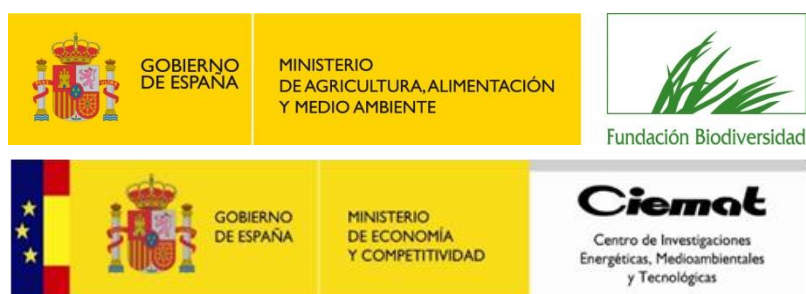 GOBIERNO
DE ESPAÑA
MINISTERIO
DE AGRICULTURA, ALIMENTACIÓN
Y MEDIO AMBIENTE
Fundación Biodiversidad
GOBIERNO
DE ESPAÑA
MINISTERIO
DE ECONOMÍA
Y COMPETITIVIDAD
Ciemat
Centro de Investigaciones
Energéticas, Medioambientales
y Tecnológicas